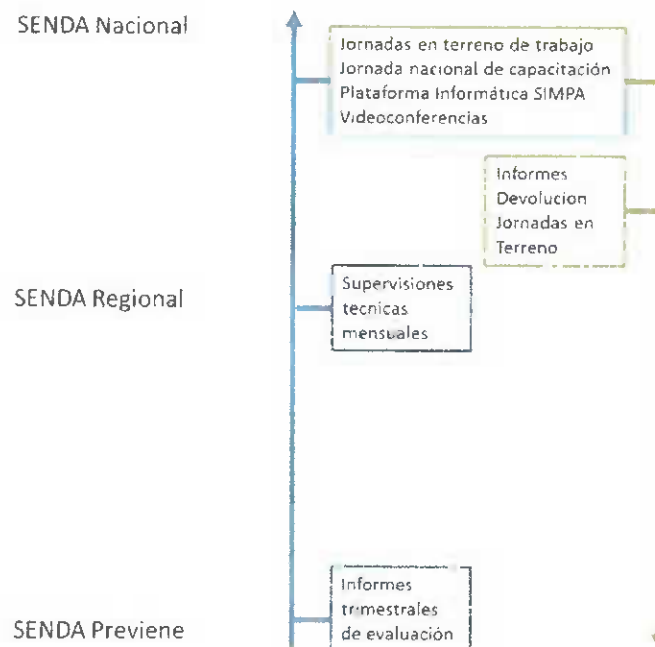 SENDA Nacional
Jornadas en terreno de trabajo
Jornada nacional de capacitación
Plataforma Informática SIMPA
Videoconferencias
Informes
Devolucion
Jornadas en
Terreno
SENDA Regional
Supervisiones
tecnicas
mensuales
Informes
trimestrales
de evaluación
SENDA Previene